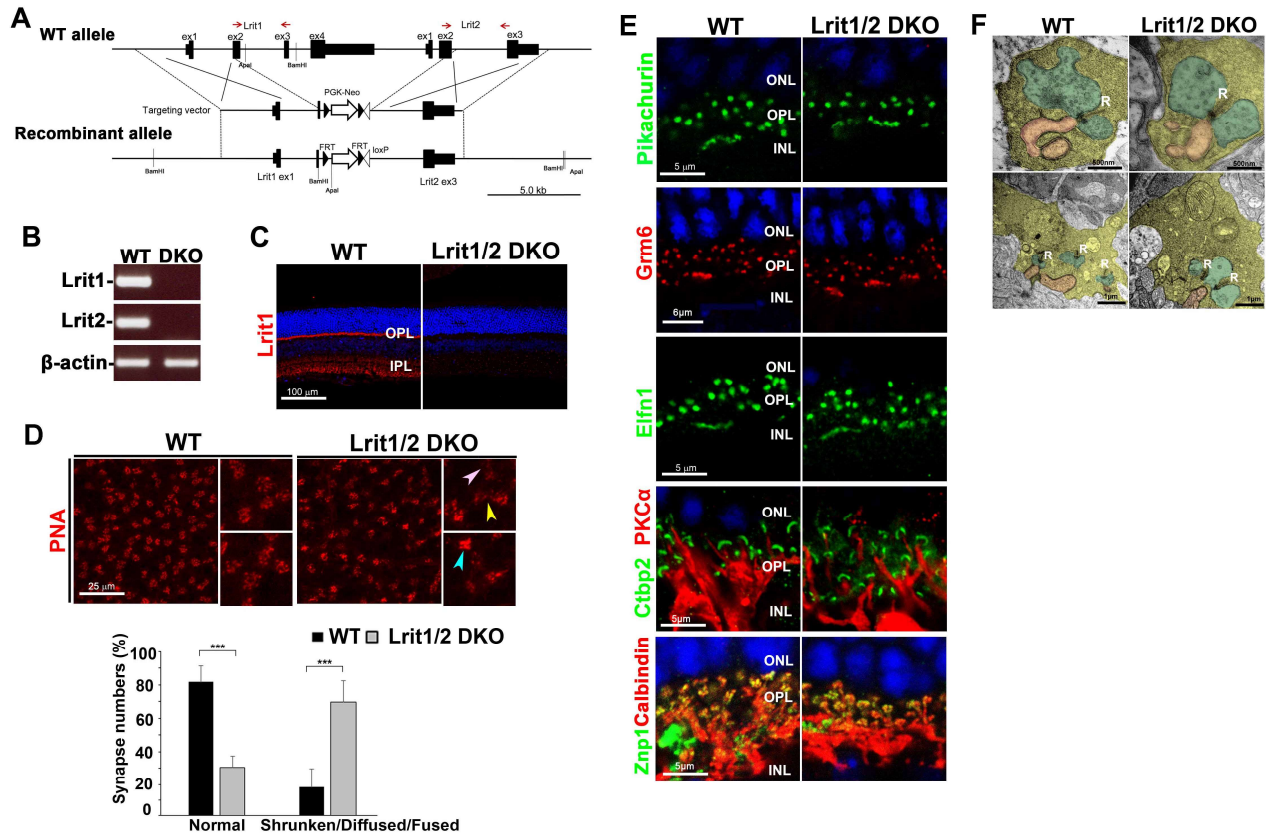 A
WT allele
Lrit1
Lrit2
ex1
ex2
ex3
ex4
ex1
ex2
ex3
ApaI
BamHI
PGK-Neo
Targeting vector
Recombinant allele
FRT
FRT
loxP
BamHI
Lrit1 ex1
BamHI
ApaI
Lrit2 ex3
BamHI
ApaI
5.0 kb
B
WT DKO
Lrit1-
Lrit2-
β-actin-
C
WT
Lrit1/2 DKO
Lrit1
OPL
IPL
100 μm
D
WT
Lrit1/2 DKO
PNA
25 μm
WT
Lrit1/2 DKO
Synapse numbers (%)
100
80
60
40
20
0
***
***
Normal
Shrunken/Diffused/Fused
E
WT
Lrit1/2 DKO
Pikachurin
ONL
OPL
INL
5 μm
Grm6
ONL
OPL
INL
6μm
Elfn1
ONL
OPL
INL
5 μm
Ctbp2 PKCα
ONL
OPL
INL
5μm
Znp1Calbindin
ONL
OPL
INL
5μm
F
WT
Lrit1/2 DKO
R
500nm
R
500nm
R
R
1μm
R
R
1μm